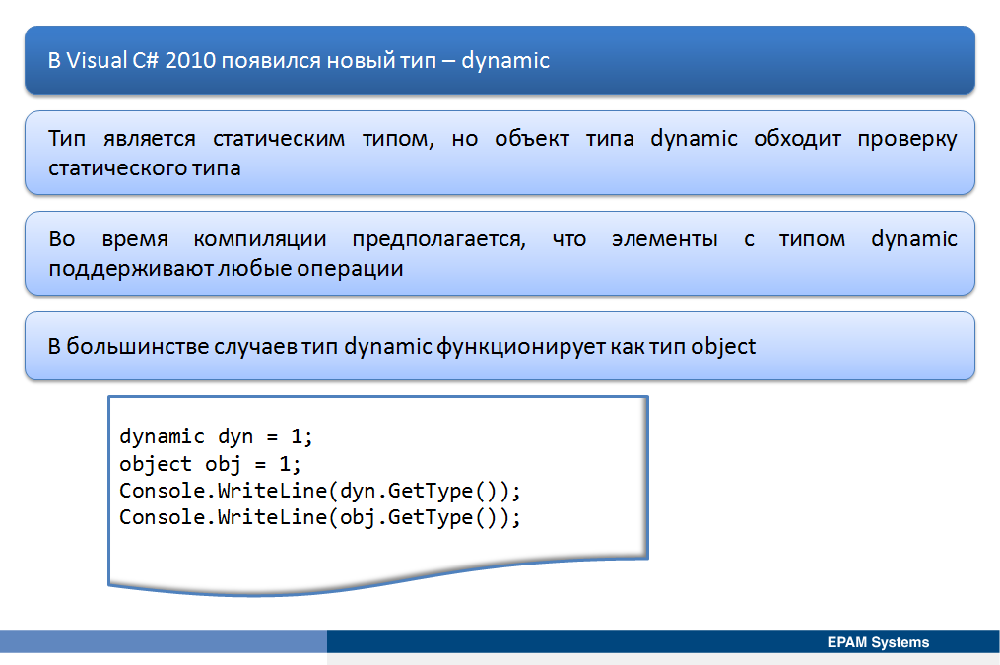 В Visual C# 2010 появился новый тип – dynamic
Тип является статическим типом, но объект типа dynamic обходит проверку
статического типа
Во время компиляции предполагается, что элементы с типом dynamic
поддерживают любые операции
В большинстве случаев тип dynamic функционирует как тип object
dynamic dyn = 1;
object obj = 1;
Console.WriteLine(dyn.GetType());
Console.WriteLine(obj.GetType());
EPAM Systems